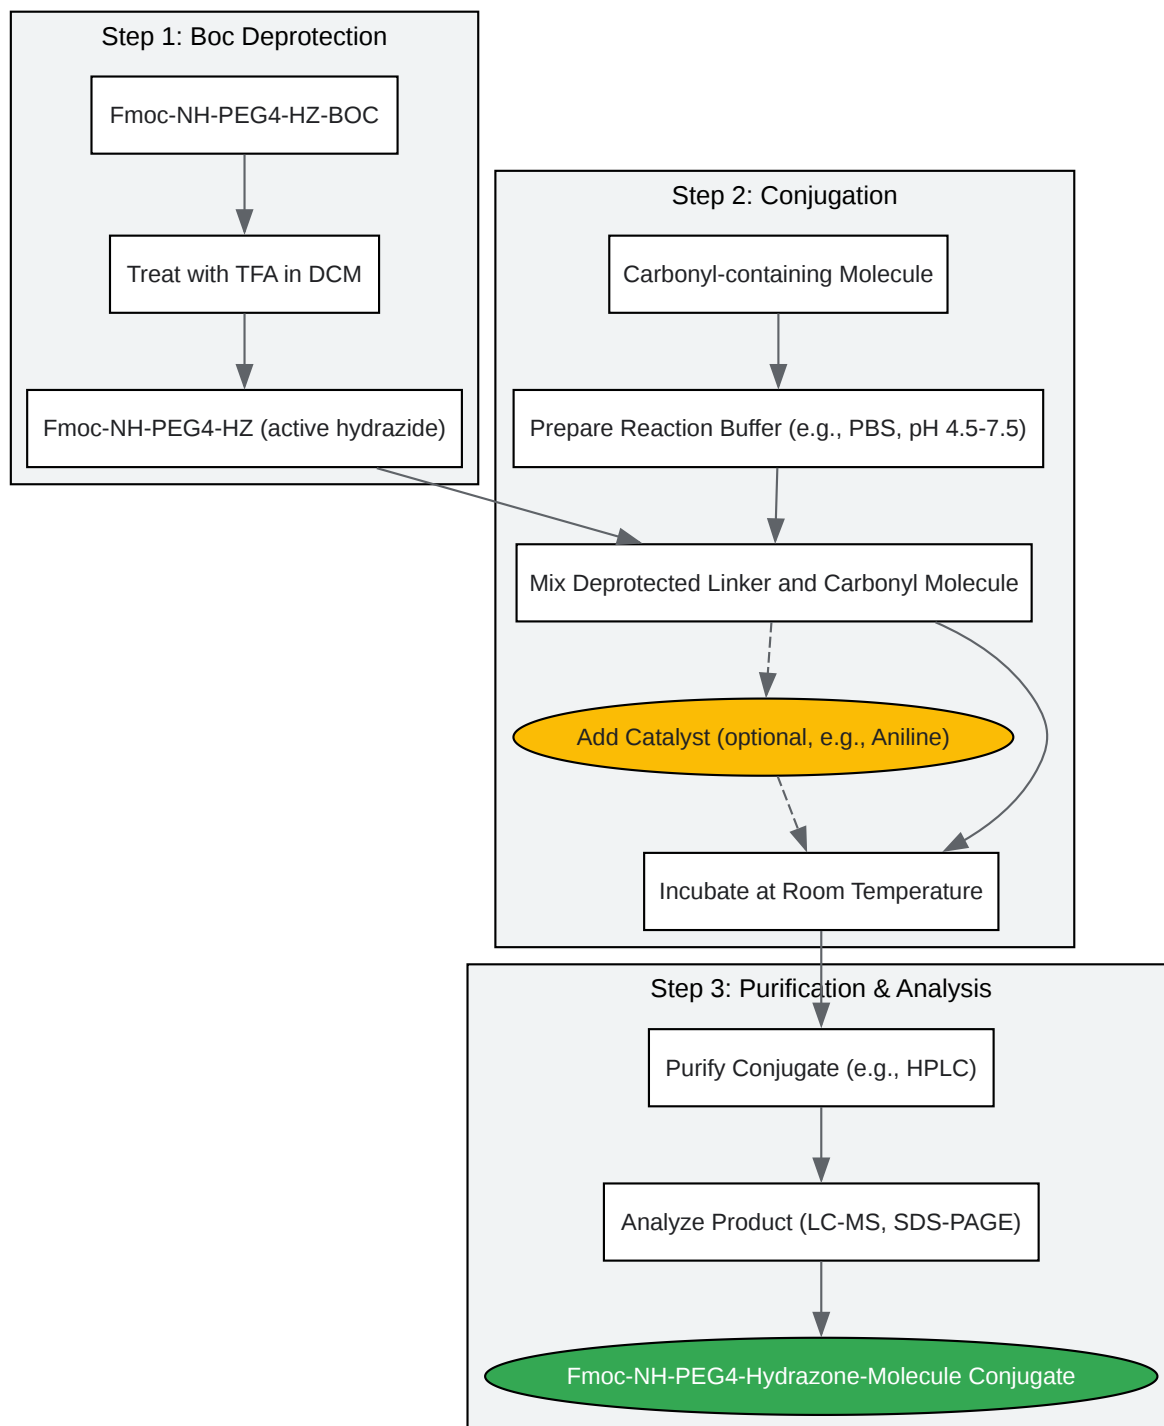 Step 1: Boc Deprotection
Fmoc-NH-PEG4-HZ-BOC
Treat with TFA in DCM
Fmoc-NH-PEG4-HZ (active hydrazide)
Step 2: Conjugation
Carbonyl-containing Molecule
Prepare Reaction Buffer (e.g., PBS, pH 4.5-7.5)
Mix Deprotected Linker and Carbonyl Molecule
Add Catalyst (optional, e.g., Aniline)
Incubate at Room Temperature
Step 3: Purification & Analysis
Purify Conjugate (e.g., HPLC)
Analyze Product (LC-MS, SDS-PAGE)
Fmoc-NH-PEG4-Hydrazone-Molecule Conjugate